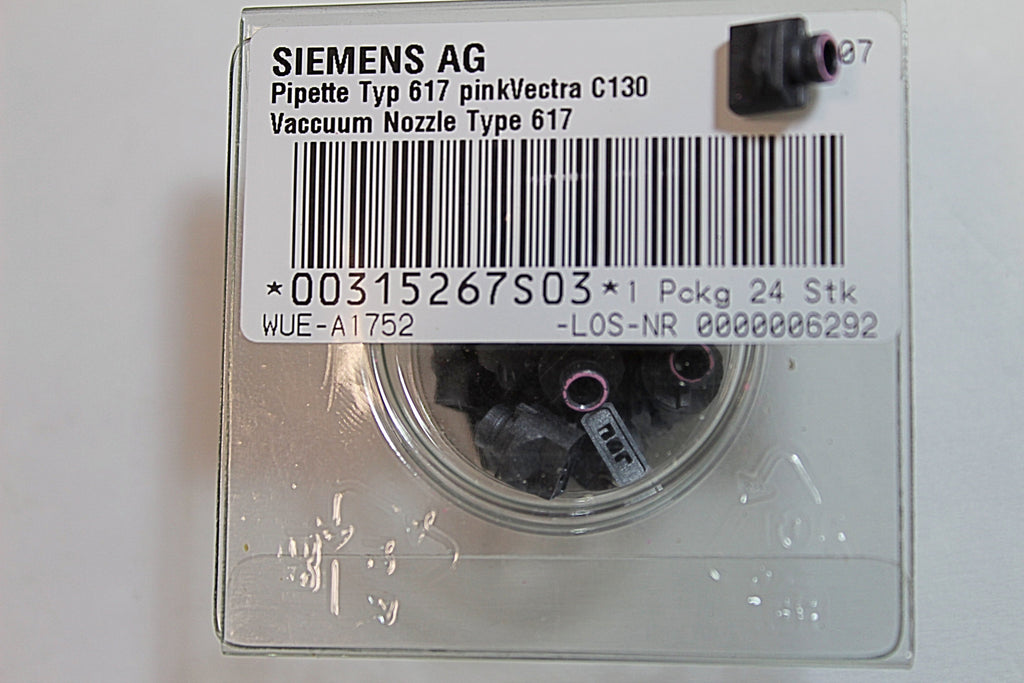 SIEMENS AG
07
Pipette Typ 617 pinkVectra C130
Vaccuum Nozzle Type 617
*00315267S03*1 Pckg 24 Stk
WUE-A1752 -LOS-NR 0000006292